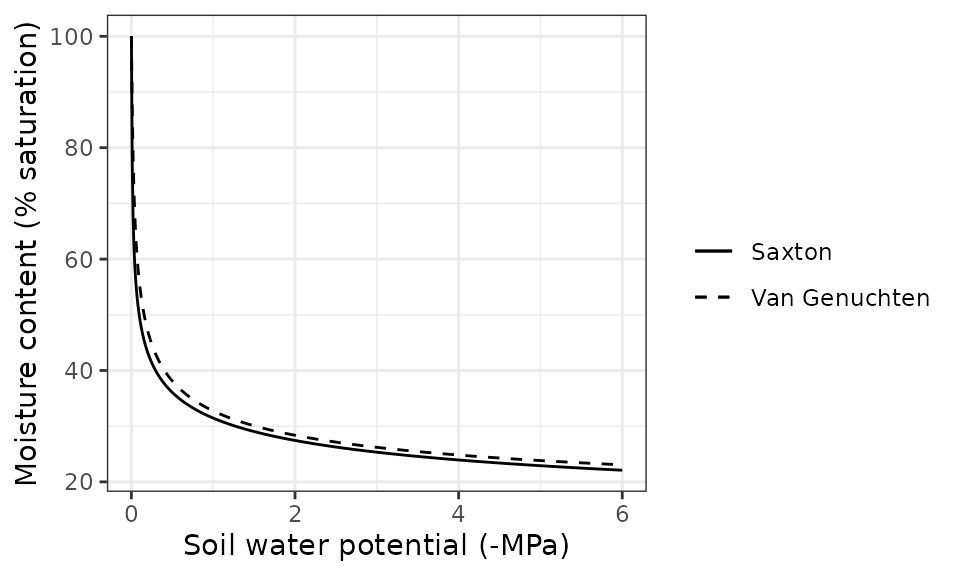 Moisture content (% saturation)
100
80
60
40
20
0 2 4 6
Soil water potential (-MPa)
Saxton
Van Genuchten